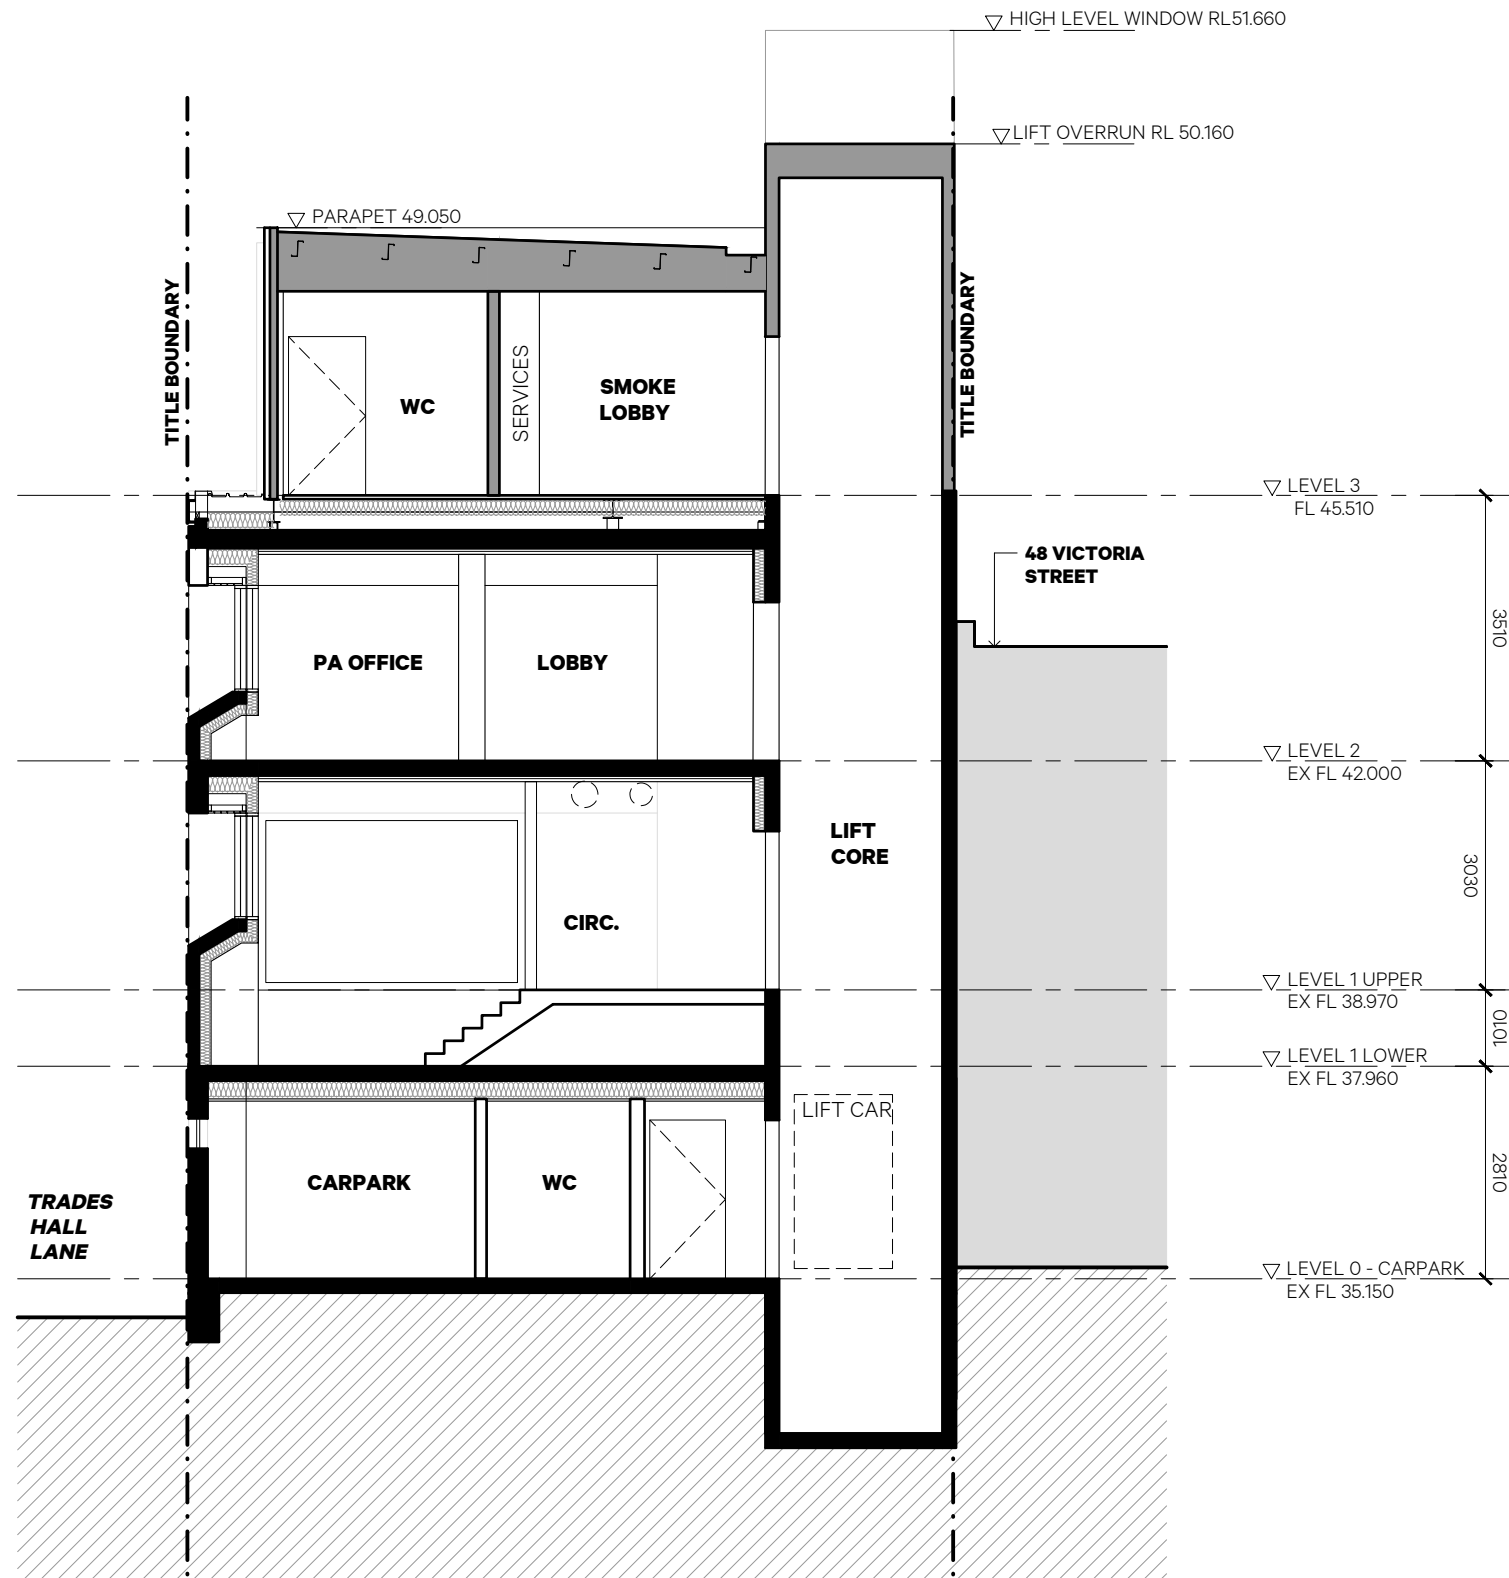 HIGH LEVEL WINDOW RL51.660
LIFT OVERRUN RL 50.160
PARAPET 49.050
TITLE BOUNDARY
TITLE BOUNDARY
WC
SERVICES
SMOKE
LOBBY
LEVEL 3
FL 45.510
48 VICTORIA
STREET
3510
PA OFFICE
LOBBY
LEVEL 2
EX FL 42.000
LIFT
CORE
3030
CIRC.
LEVEL 1 UPPER
EX FL 38.970
1010
LEVEL 1 LOWER
EX FL 37.960
LIFT CAR
CARPARK
WC
2810
TRADES
HALL
LANE
LEVEL 0 - CARPARK
EX FL 35.150